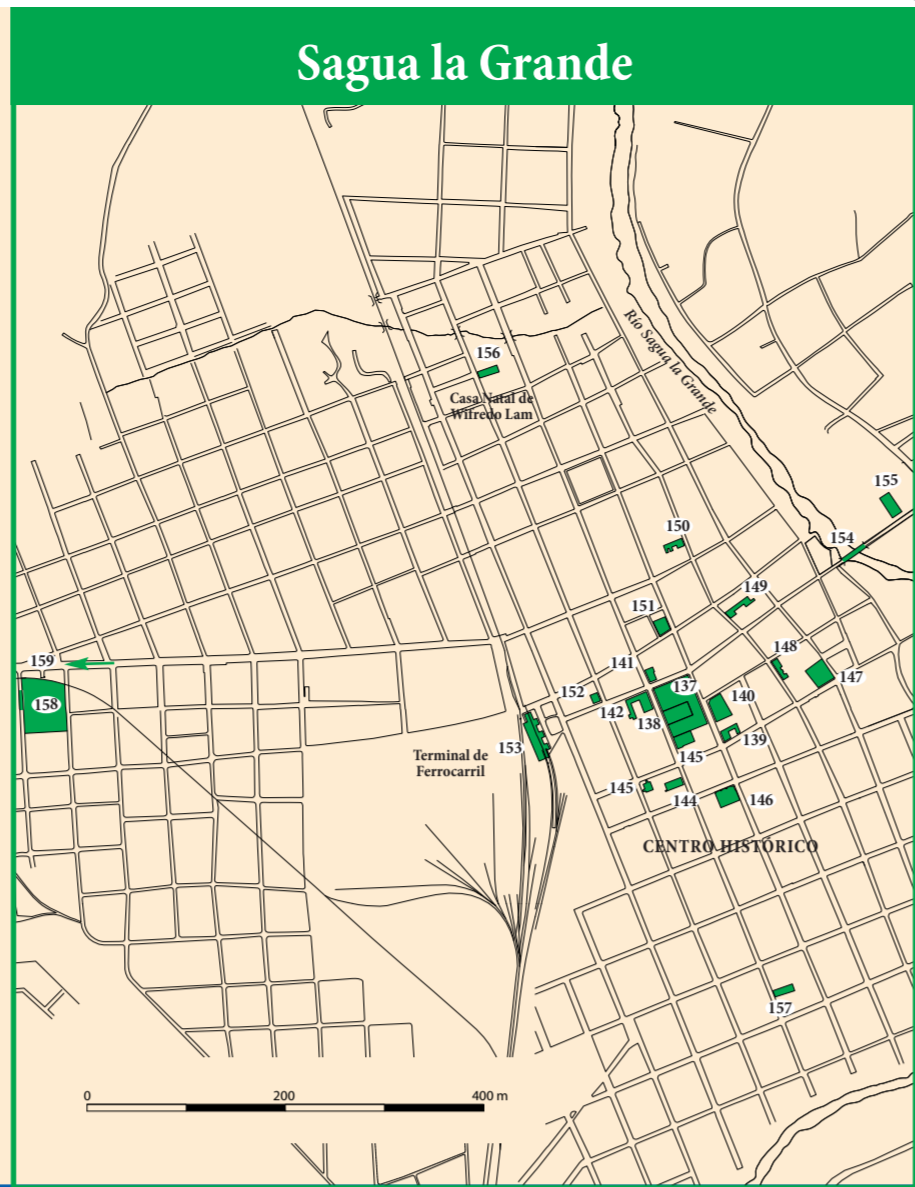 Sagua la Grande
Río Sagua la Grande
156
Casa Natal de
Wifredo Lam
155
150
154
149
151
141
148
159
152
137
147
158
142
138
140
153
139
Terminal de
Ferrocarril
145
145
144
146
CENTRO HISTÓRICO
157
0 200 400 m